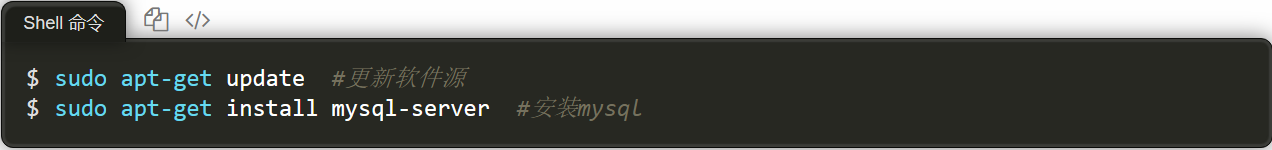 Shell 命令 </>
$ sudo apt-get update  #更新软件源
$ sudo apt-get install mysql-server  #安装mysql